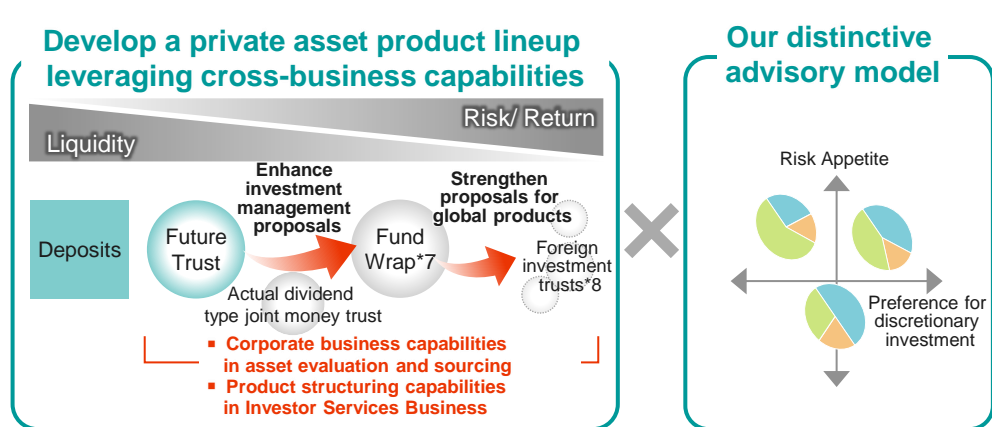 Develop a private asset product lineup
leveraging cross-business capabilities
Risk/ Return
Liquidity
Enhance
investment
management
proposals
Strengthen
proposals for
global products
Deposits
Future
Trust
Fund
Wrap*7
Foreign
investment
trusts*8
Actual dividend
type joint money trust
▪ Corporate business capabilities
in asset evaluation and sourcing
▪ Product structuring capabilities
in Investor Services Business
Our distinctive
advisory model
Risk Appetite
Preference for
discretionary
investment